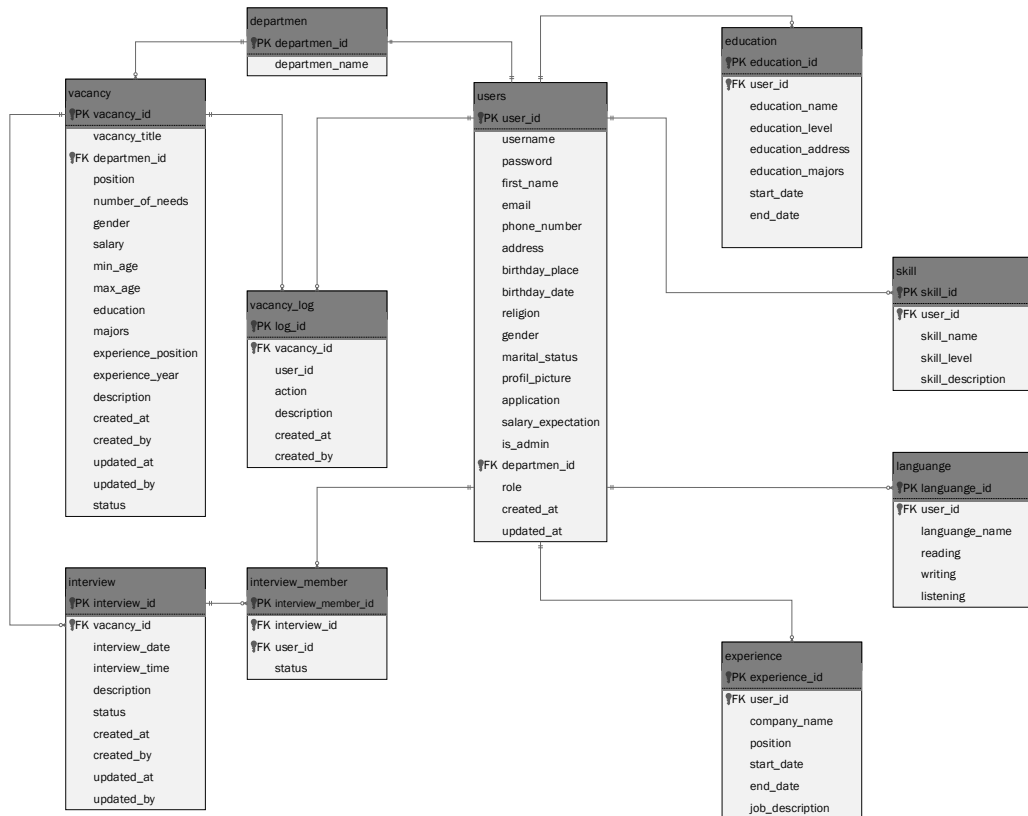 departmen
PK departmen_id
departmen_name
vacancy
PK vacancy_id
vacancy_title
FK departmen_id
position
number_of_needs
gender
salary
min_age
max_age
education
majors
experience_position
experience_year
description
created_at
created_by
updated_at
updated_by
status
vacancy_log
PK log_id
FK vacancy_id
user_id
action
description
created_at
created_by
users
PK user_id
username
password
first_name
email
phone_number
address
birthday_place
birthday_date
religion
gender
marital_status
profil_picture
application
salary_expectation
is_admin
FK departmen_id
role
created_at
updated_at
education
PK education_id
FK user_id
education_name
education_level
education_address
education_majors
start_date
end_date
skill
PK skill_id
FK user_id
skill_name
skill_level
skill_description
languange
PK languange_id
FK user_id
languange_name
reading
writing
listening
interview
PK interview_id
FK vacancy_id
interview_date
interview_time
description
status
created_at
created_by
updated_at
updated_by
interview_member
PK interview_member_id
FK interview_id
FK user_id
status
experience
PK experience_id
FK user_id
company_name
position
start_date
end_date
job_description